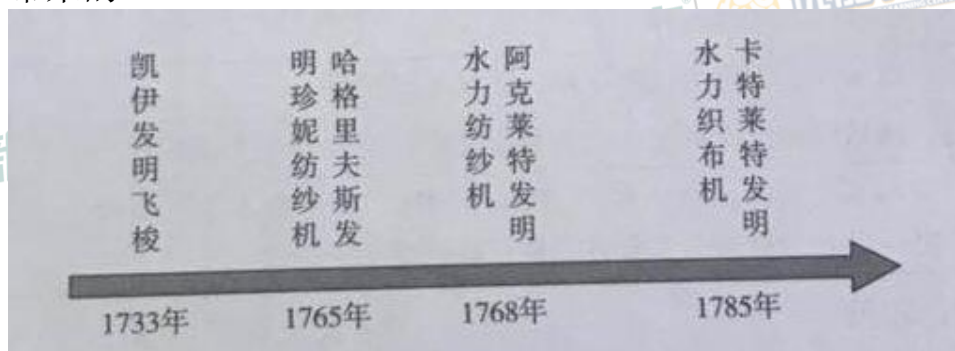 凯伊发明飞梭
哈格里夫斯发
明珍妮纺纱机
阿克莱特发明
水力纺纱机
卡特莱特发明
水力织布机
1733年
1765年
1768年
1785年